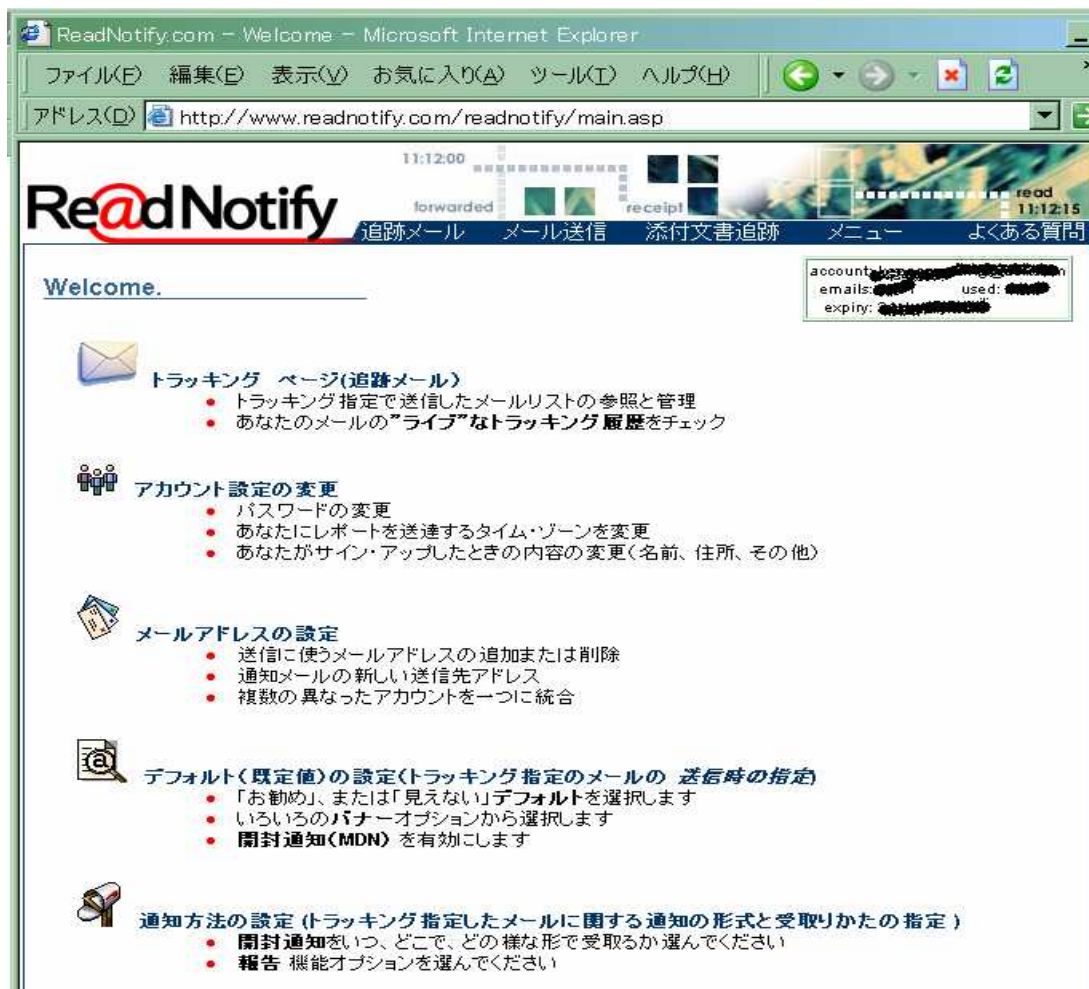 ReadNotify.com - Welcome - Microsoft Internet Explorer
ファイル(F) 編集(E) 表示(V) お気に入り(A) ツール(T) ヘルプ(H)
アドレス(D) http://www.readnotify.com/readnotify/main.asp
11:12:00
forwarded
receipt
read
11:12:15
Re@dNotify
追跡メール メール送信 添付文書追跡 メニュー よくある質問
Welcome.
account:
emails: used:
expiry:
トラッキング ページ(追跡メール)
• トラッキング指定で送信したメールリストの参照と管理
• あなたのメールの"ライブ"なトラッキング履歴をチェック
アカウント設定の変更
• パスワードの変更
• あなたにレポートを送達するタイム・ゾーンを変更
• あなたがサイン・アップしたときの内容の変更(名前、住所、その他)
メールアドレスの設定
• 送信に使うメールアドレスの追加または削除
• 通知メールの新しい送信先アドレス
• 複数の異なったアカウントを一つに統合
デフォルト(既定値)の設定(トラッキング指定のメールの 送信時の指定)
• 「お勧め」、または「見えない」デフォルトを選択します
• いろいろのバナーオプションから選択します
• 開封通知(MDN) を有効にします
通知方法の設定 (トラッキング指定したメールに関する通知の形式と受取りかたの指定 )
• 開封通知をいつ、どこで、どの様な形で受取るか選んでください
• 報告 機能オプションを選んでください